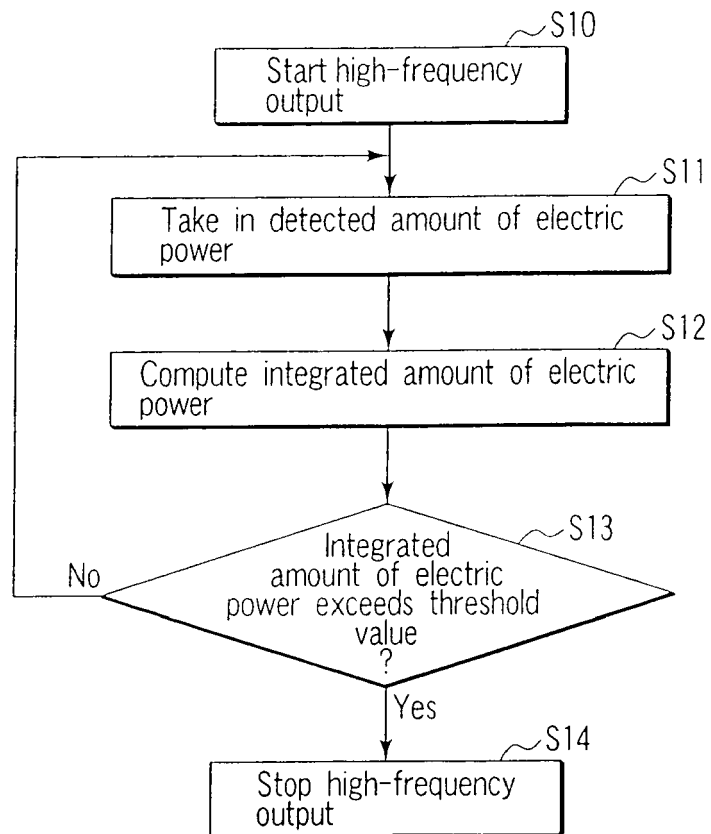 S10
Start high-frequency
output
S11
Take in detected amount of electric
power
S12
Compute integrated amount of electric
power
S13
Integrated
amount of electric
power exceeds threshold
value
?
No
Yes
S14
Stop high-frequency
output